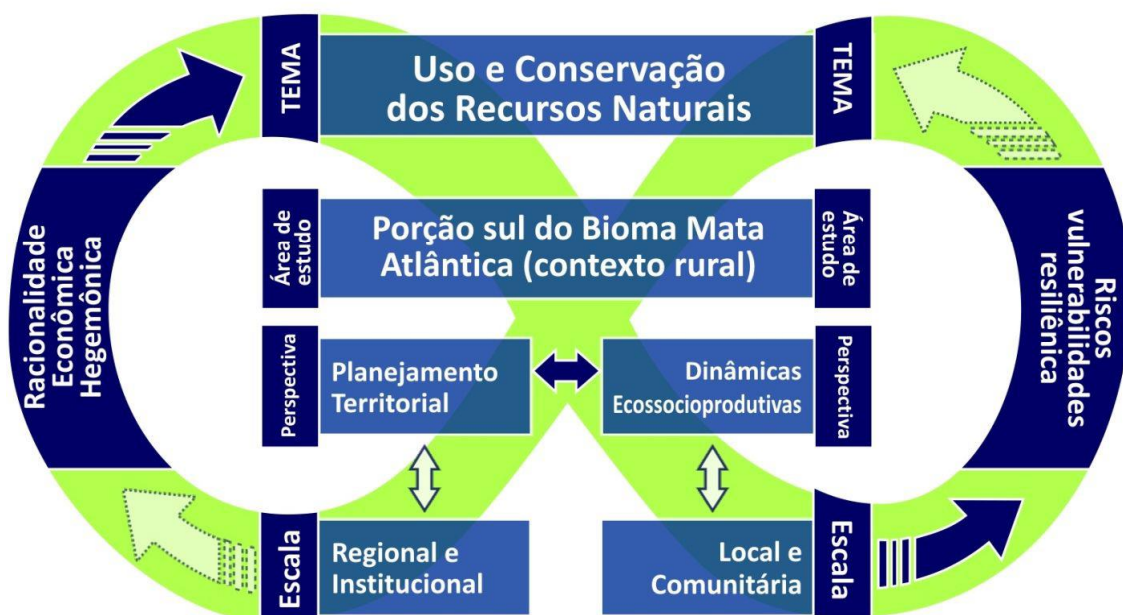 TEMA
Uso e Conservação
dos Recursos Naturais
TEMA
Área de
estudo
Porção sul do Bioma Mata
Atlântica (contexto rural)
Área de
estudo
Racionalidade
Econômica
Hegemônica
Riscos
vulnerabilidades
resiliênica
Perspectiva
Planejamento
Territorial
Dinâmicas
Ecossocioprodutivas
Perspectiva
Escala
Regional e
Institucional
Local e
Comunitária
Escala